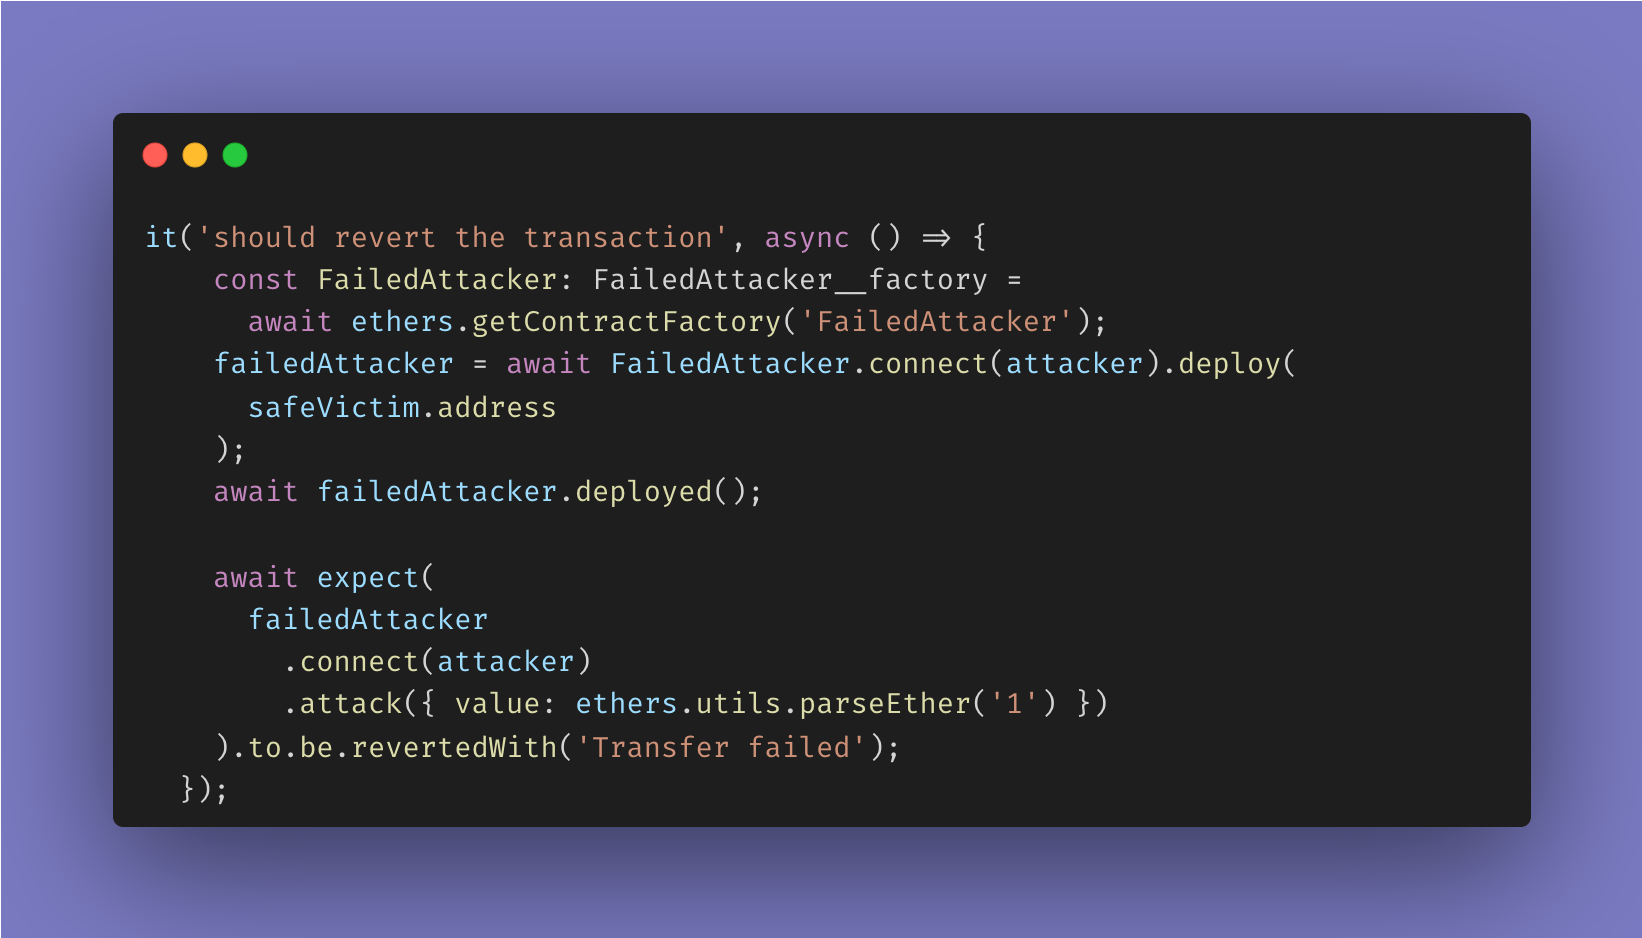 it('should revert the transaction', async () => {
    const FailedAttacker: FailedAttacker__factory =
      await ethers.getContractFactory('FailedAttacker');
    failedAttacker = await FailedAttacker.connect(attacker).deploy(
      safeVictim.address
    );
    await failedAttacker.deployed();

    await expect(
      failedAttacker
        .connect(attacker)
        .attack({ value: ethers.utils.parseEther('1') })
    ).to.be.revertedWith('Transfer failed');
  });